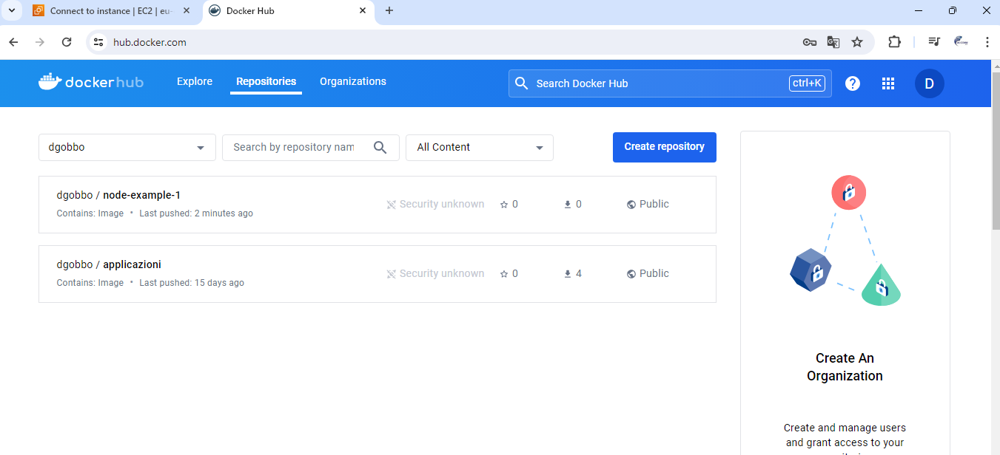 Connect to instance | EC2 | eu-
Docker Hub
hub.docker.com
dockerhub
Explore
Repositories
Organizations
Search Docker Hub
ctrl+K
?
D
dgobbo
Search by repository nam
All Content
Create repository
dgobbo / node-example-1
Contains: Image • Last pushed: 2 minutes ago
Security unknown
0
0
Public
dgobbo / applicazioni
Contains: Image • Last pushed: 15 days ago
Security unknown
0
4
Public
Create An
Organization
Create and manage users
and grant access to your